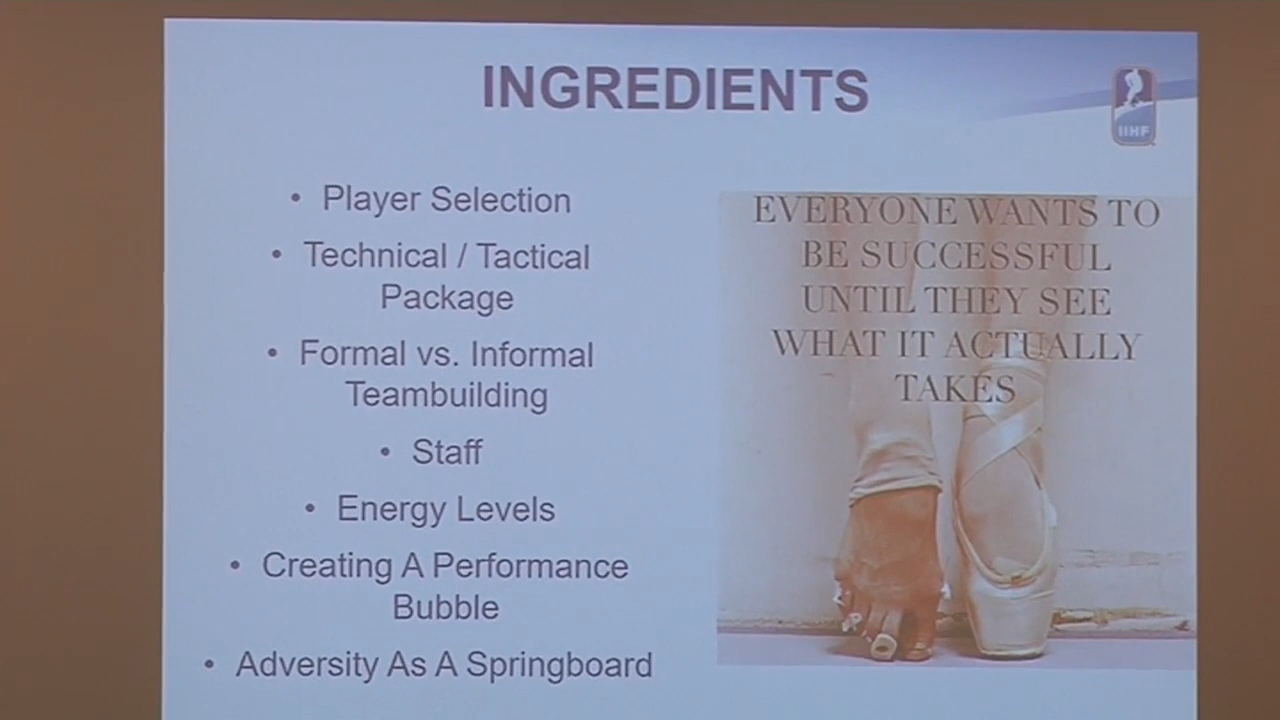 INGREDIENTS
IIHF
• Player Selection
• Technical / Tactical
Package
• Formal vs. Informal
Teambuilding
• Staff
• Energy Levels
• Creating A Performance
Bubble
• Adversity As A Springboard
EVERYONE WANTS TO
BE SUCCESSFUL
UNTIL THEY SEE
WHAT IT ACTUALLY
TAKES